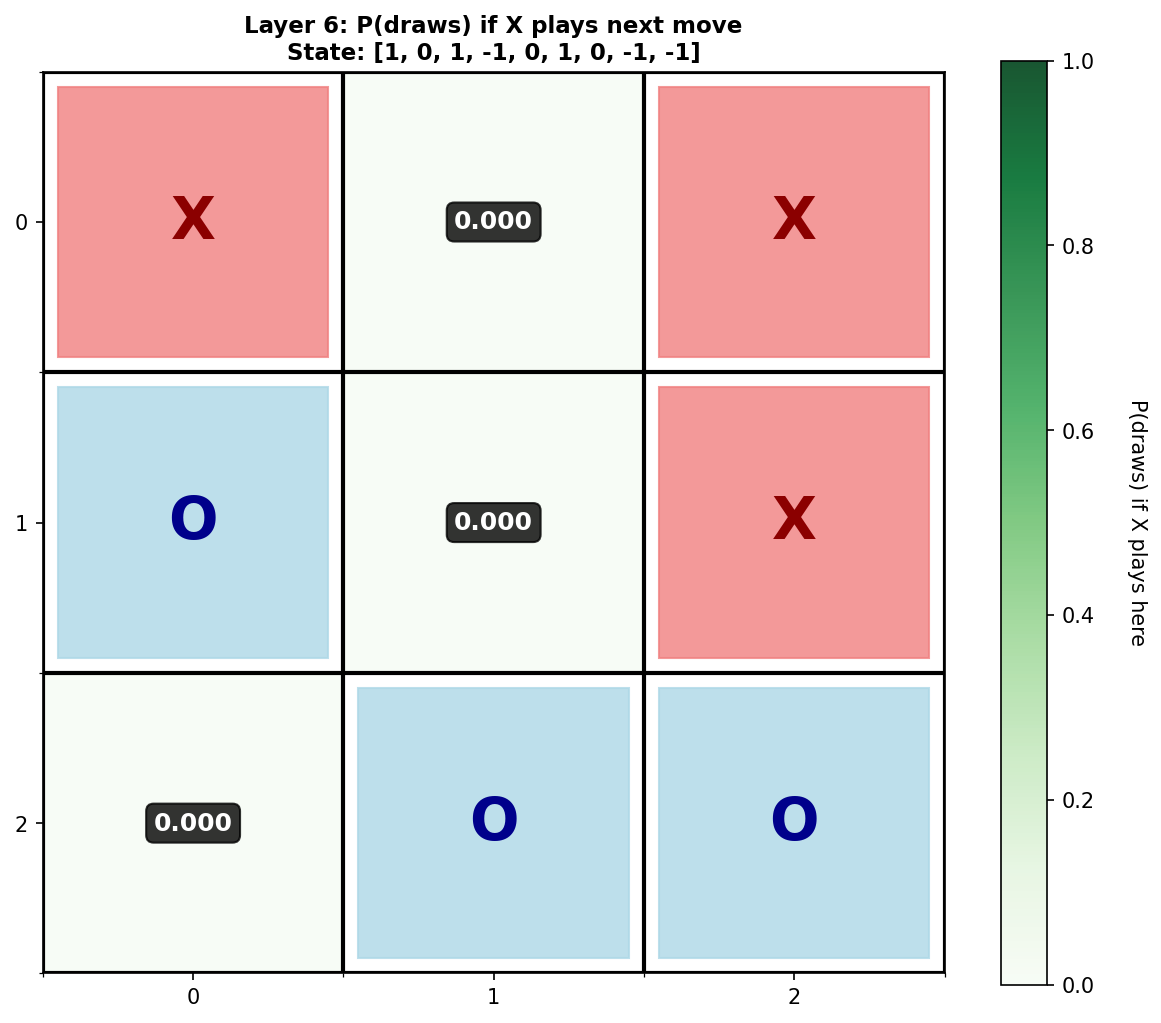 Layer 6: P(draws) if X plays next move
State: [1, 0, 1, -1, 0, 1, 0, -1, -1]
X
0.000
X
O
0.000
X
0.000
O
O
0
1
2
0
1
2
1.0
0.8
0.6
0.4
0.2
0.0
P(draws) if X plays here